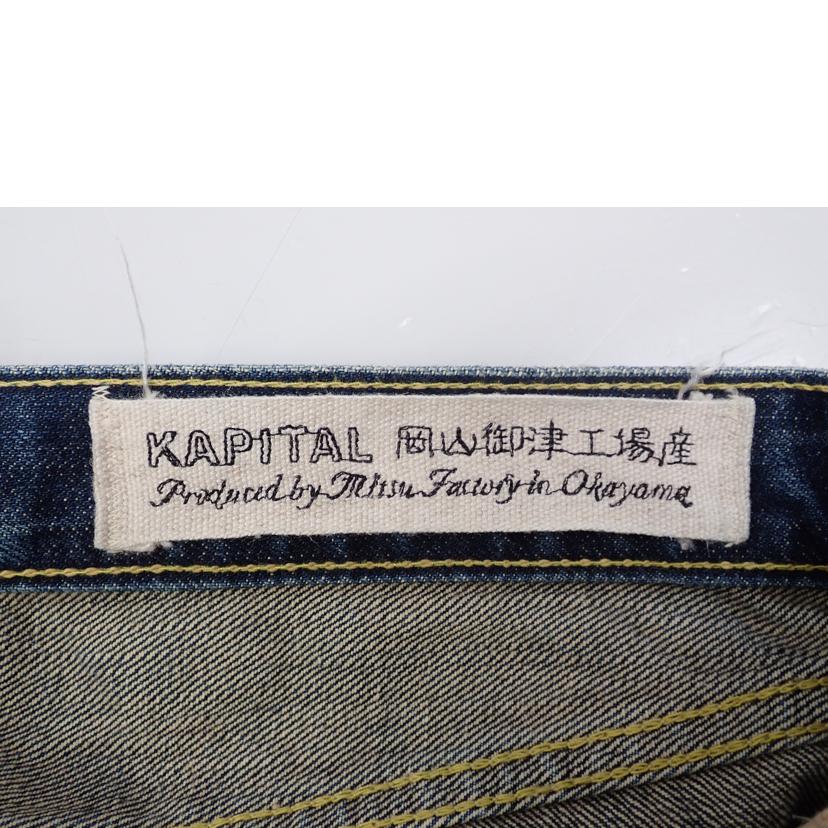 KAPITAL 岡山御津工場産
Produced by Mitsu Factory in Okayama